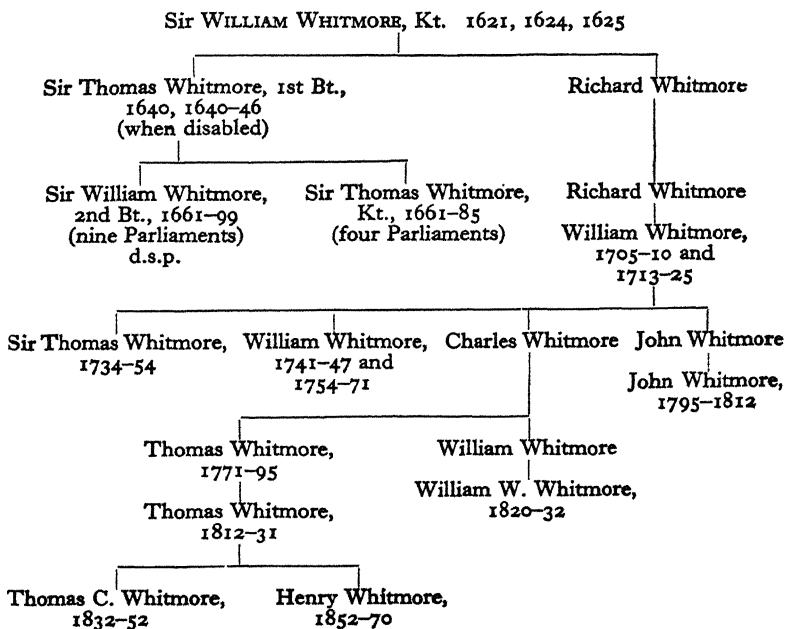 Sir WILLIAM WHITMORE, Kt. 1621, 1624, 1625
Sir Thomas Whitmore, 1st Bt.,
1640, 1640–46
(when disabled)
Richard Whitmore
Sir William Whitmore,
2nd Bt., 1661–99
(nine Parliaments)
d.s.p.
Sir Thomas Whitmore,
Kt., 1661–85
(four Parliaments)
Richard Whitmore
William Whitmore,
1705–10 and
1713–25
Sir Thomas Whitmore,
1734–54
William Whitmore,
1741–47 and
1754–71
Charles Whitmore
John Whitmore
John Whitmore,
1795–1812
Thomas Whitmore,
1771–95
William Whitmore
Thomas Whitmore,
1812–31
William W. Whitmore,
1820–32
Thomas C. Whitmore,
1832–52
Henry Whitmore,
1852–70